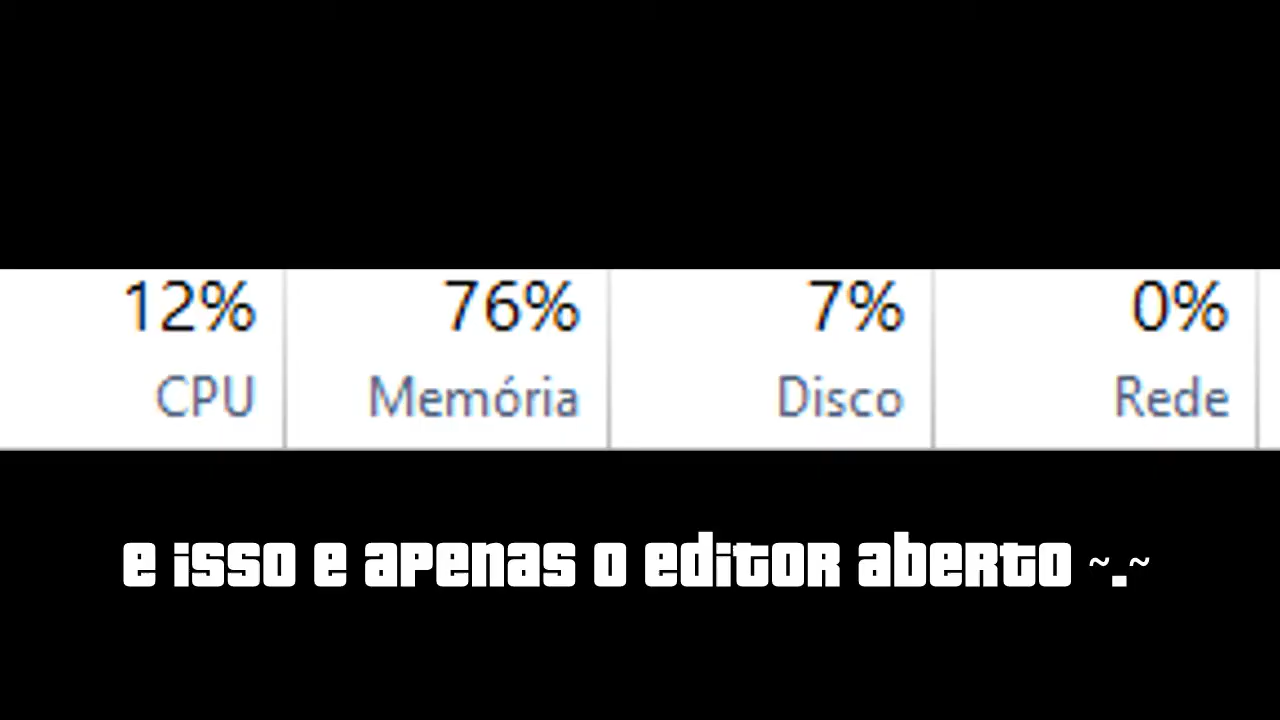 12% 76% 7% 0%
CPU Memória Disco Rede
e isso e apenas o editor aberto ~.~